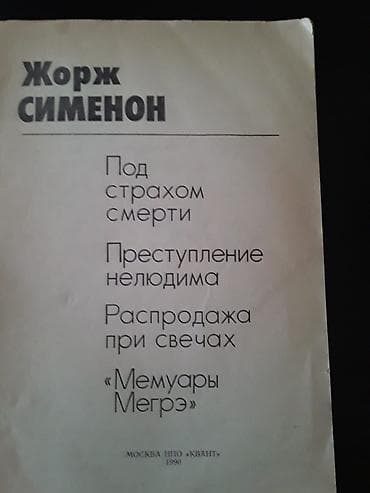 Жорж
СИМЕНОН
Под
страхом
смерти
Преступление
нелюдима
Распродажа
при свечах
«Мемуары
Мегрэ»
МОСКВА НПО «КВАНТ»
1990